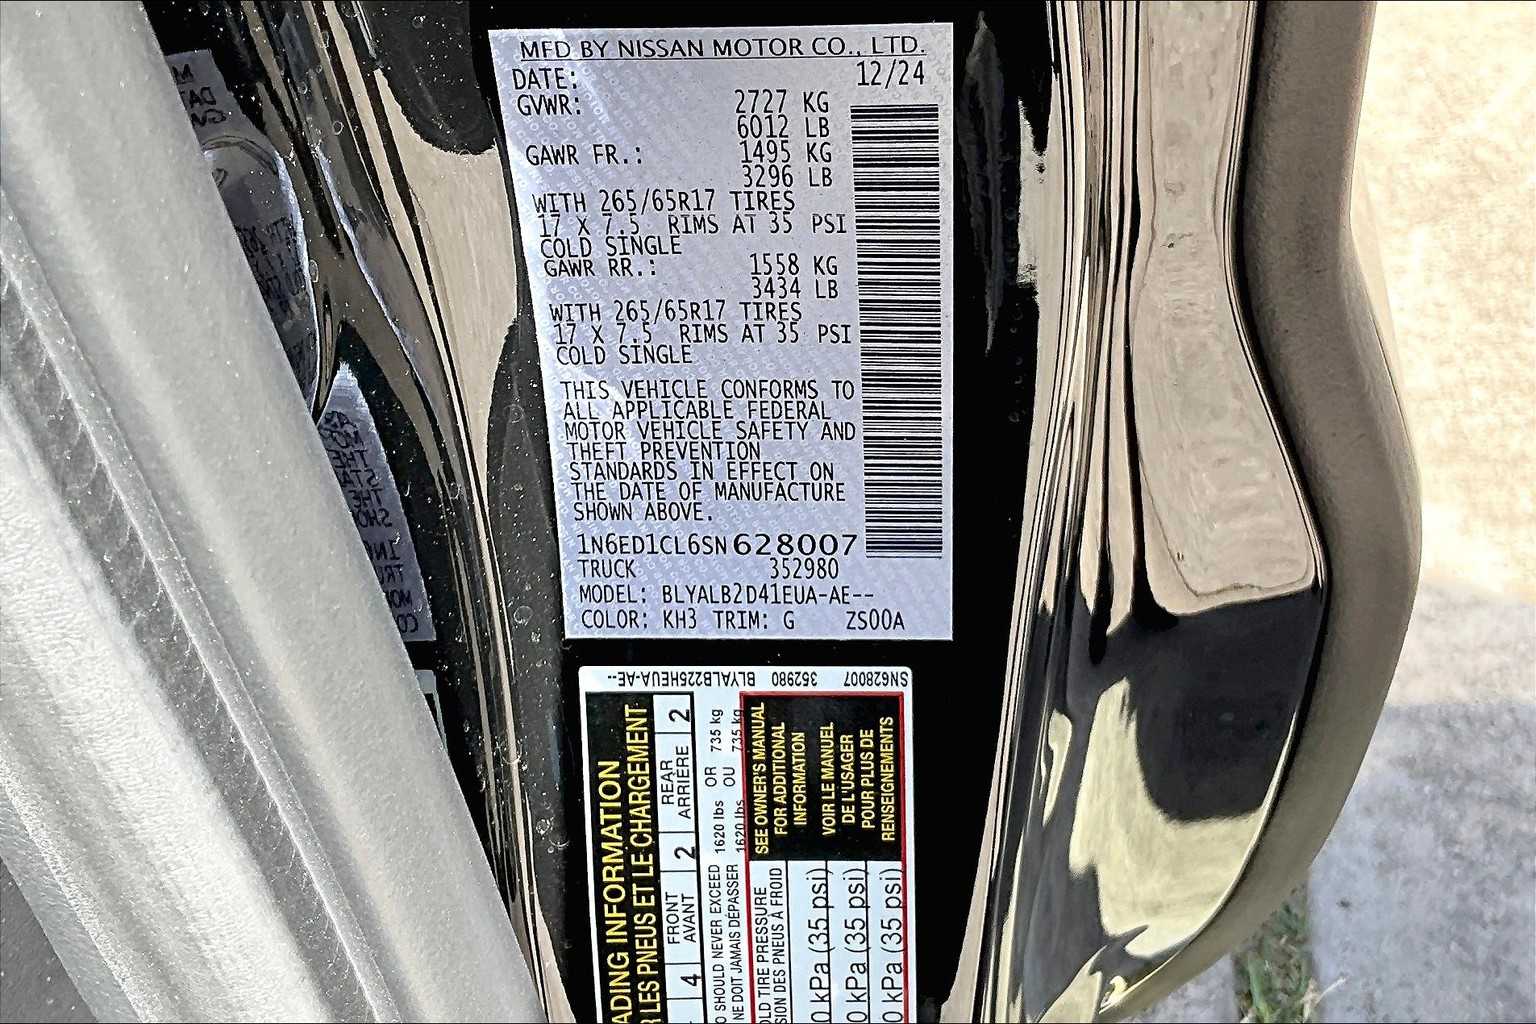 MFD BY NISSAN MOTOR CO., LTD.
DATE: 12/24
GVWR: 2727 KG
6012 LB
GAWR FR.: 1495 KG
3296 LB
WITH 265/65R17 TIRES
17 X 7.5 RIMS AT 35 PSI
COLD SINGLE
GAWR RR.: 1558 KG
3434 LB
WITH 265/65R17 TIRES
17 X 7.5 RIMS AT 35 PSI
COLD SINGLE
THIS VEHICLE CONFORMS TO
ALL APPLICABLE FEDERAL
MOTOR VEHICLE SAFETY AND
THEFT PREVENTION
STANDARDS IN EFFECT ON
THE DATE OF MANUFACTURE
SHOWN ABOVE.
1N6ED1CL6SN628007
TRUCK 352980
MODEL: BLYALB2D41EUA-AE--
COLOR: KH3 TRIM: G ZS00A
SN628007 352980 BLYALB225HEUA-AE--
ADING INFORMATION
R LES PNEUS ET LE CHARGEMENT
4 FRONT 2 REAR 2
AVANT ARRIÈRE
O SHOULD NEVER EXCEED 1620 lbs OR 735 kg
NE DOIT JAMAIS DÉPASSER 1620 lbs OU 735 kg
OLD TIRE PRESSURE
SION DES PNEUS À FROID
0 kPa (35 psi)
0 kPa (35 psi)
0 kPa (35 psi)
SEE OWNER'S MANUAL
FOR ADDITIONAL
INFORMATION
VOIR LE MANUEL
DE L'USAGER
POUR PLUS DE
RENSEIGNEMENTS